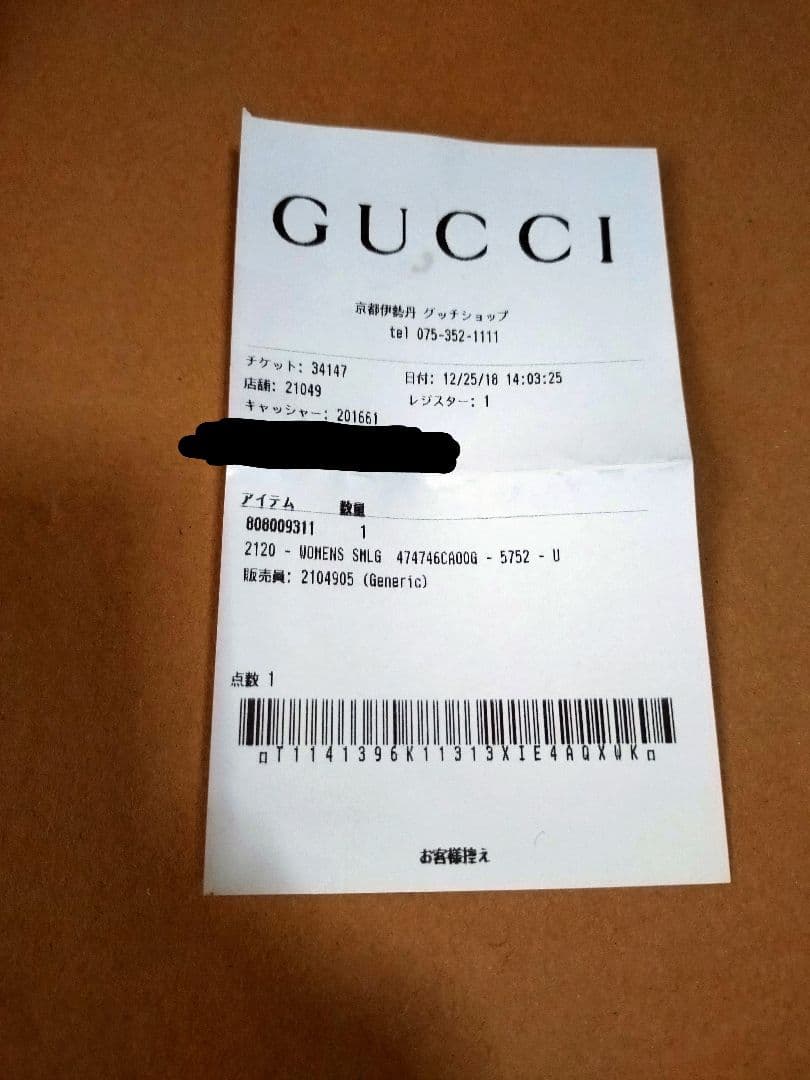 GUCCI
京都伊勢丹 グッチショップ
tel 075-352-1111
チケット: 34147
日付: 12/25/18 14:03:25
店舗: 21049
レジスター: 1
キャッシャー: 201661
アイテム 数量
808009311 1
2120 - WOMENS SMLG 474746CA00G - 5752 - U
販売員: 2104905 (Generic)
点数 1
T1141396K11313XIE4AQXWK
お客様控え